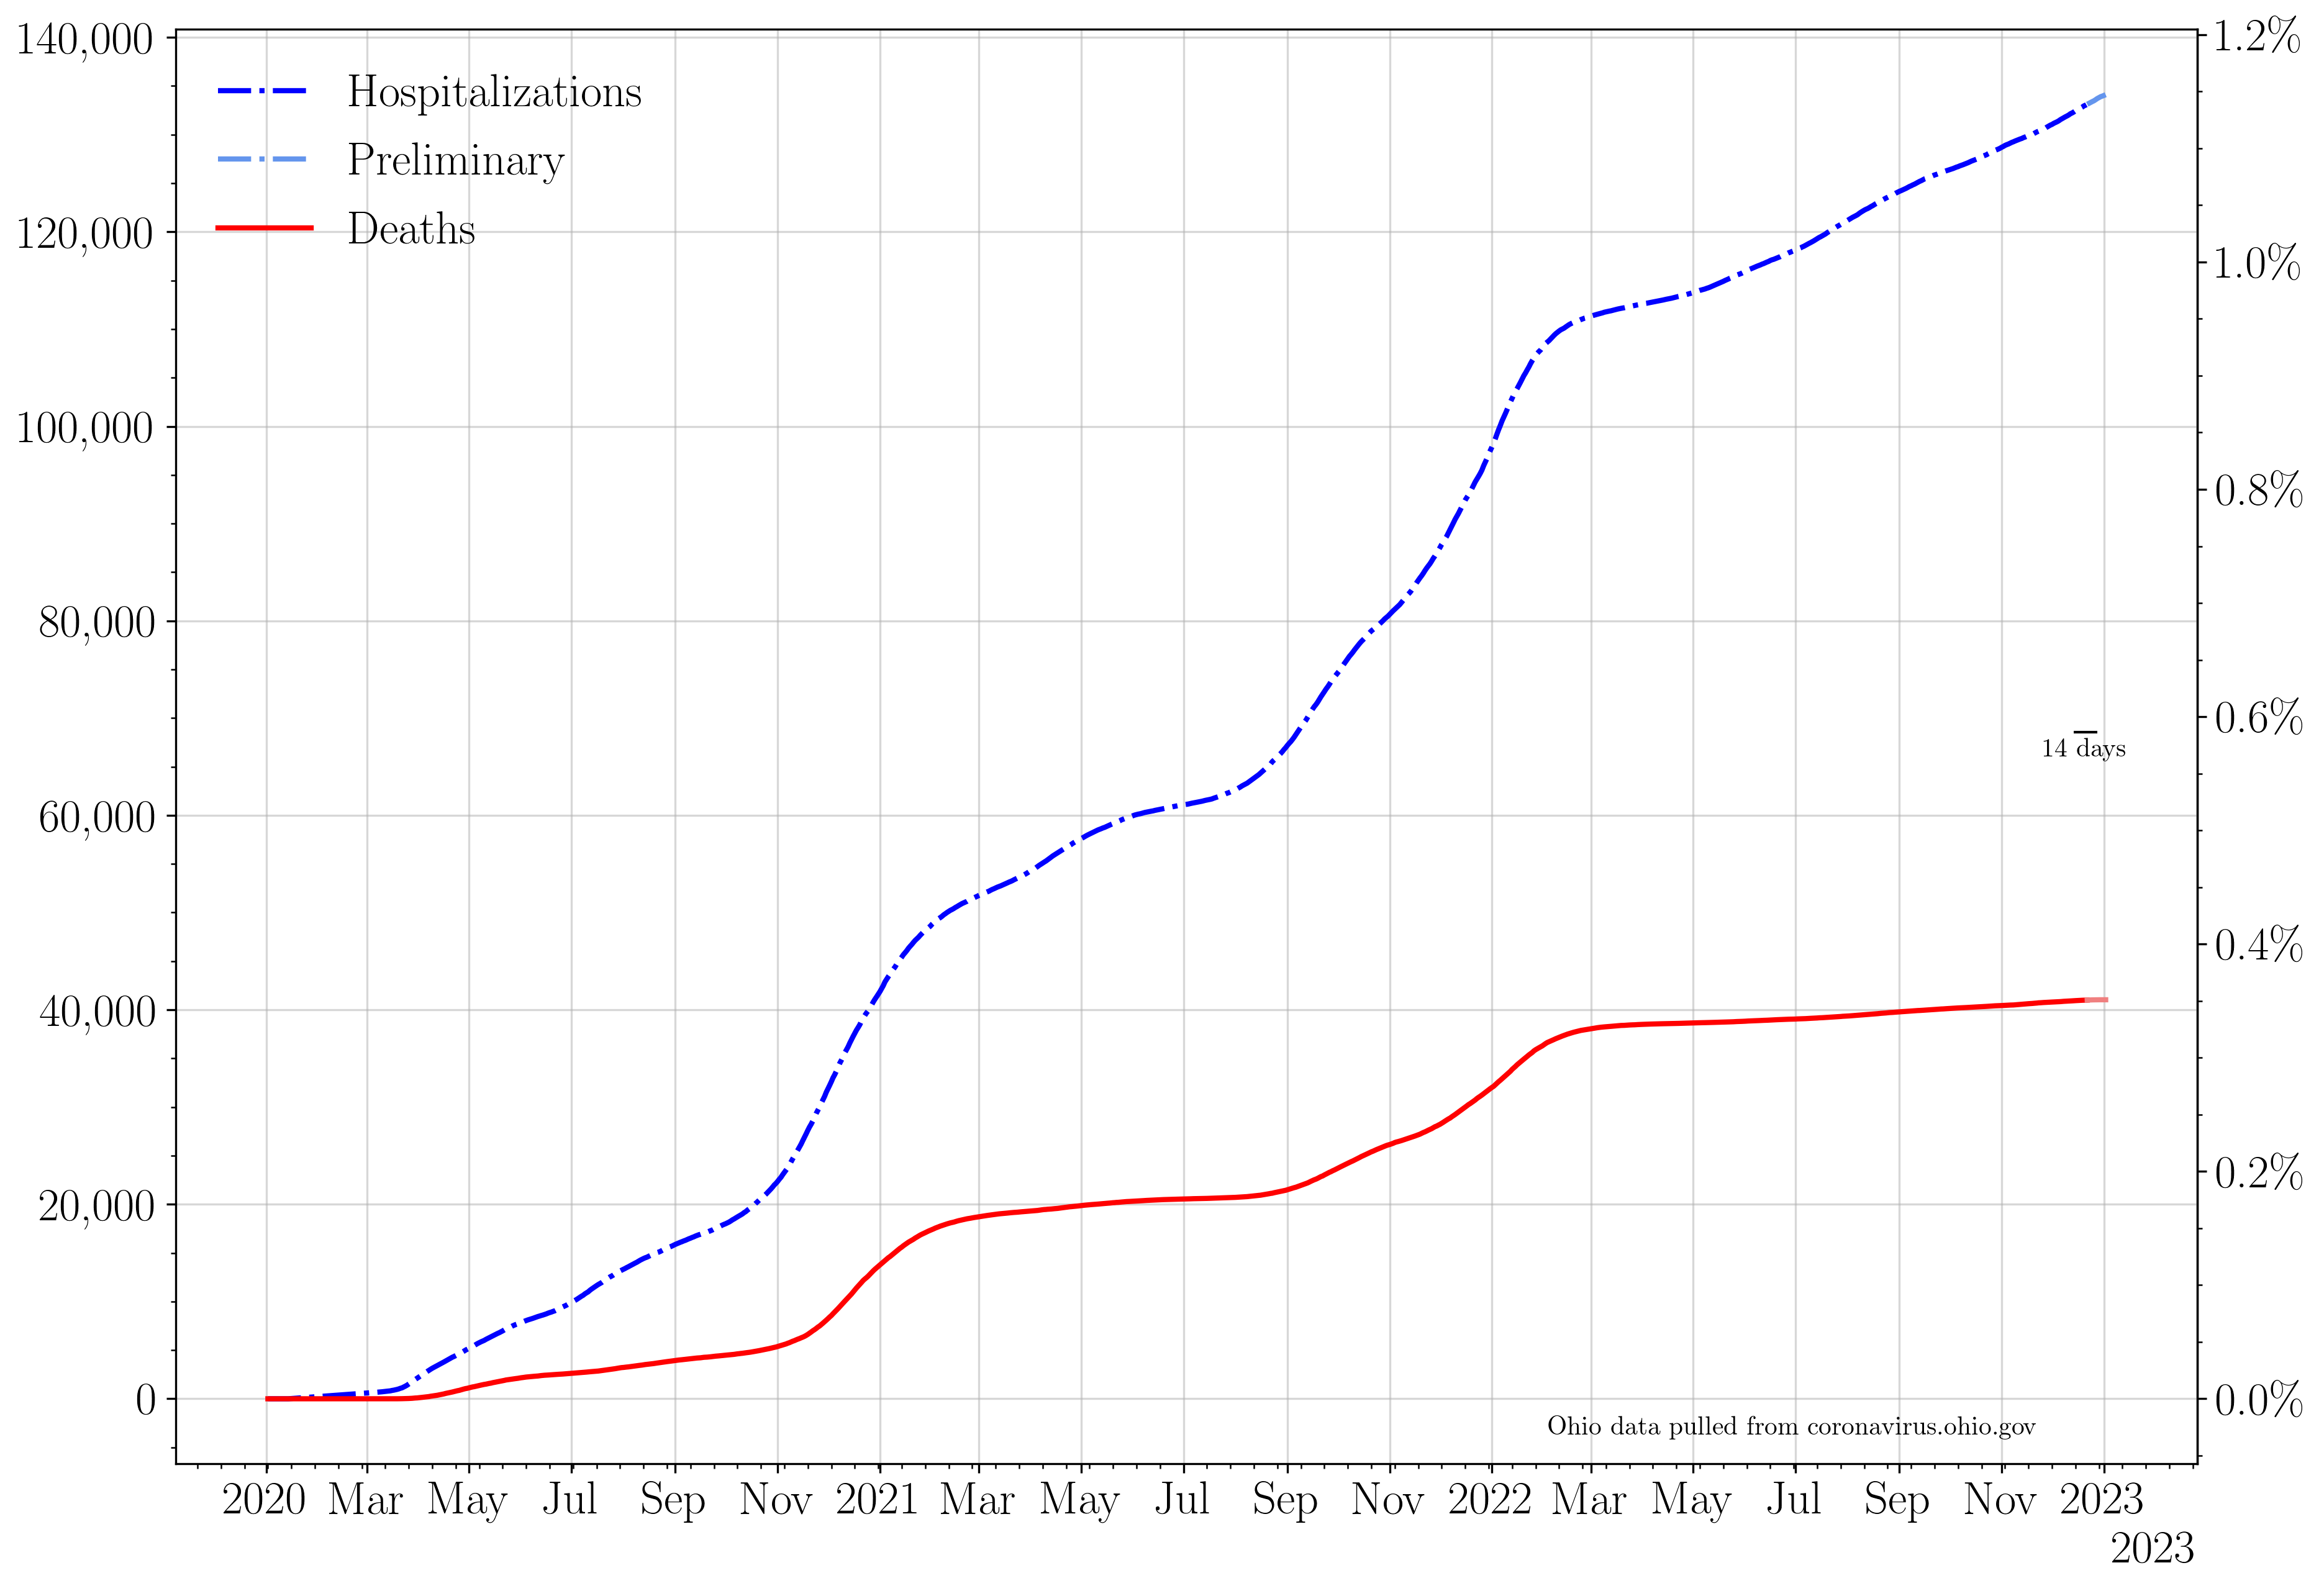 140,000
120,000
100,000
80,000
60,000
40,000
20,000
0
Hospitalizations
Preliminary
Deaths
1.2%
1.0%
0.8%
0.6%
0.4%
0.2%
0.0%
14 days
Ohio data pulled from coronavirus.ohio.gov
2020 Mar May Jul Sep Nov 2021 Mar May Jul Sep Nov 2022 Mar May Jul Sep Nov 2023
2023